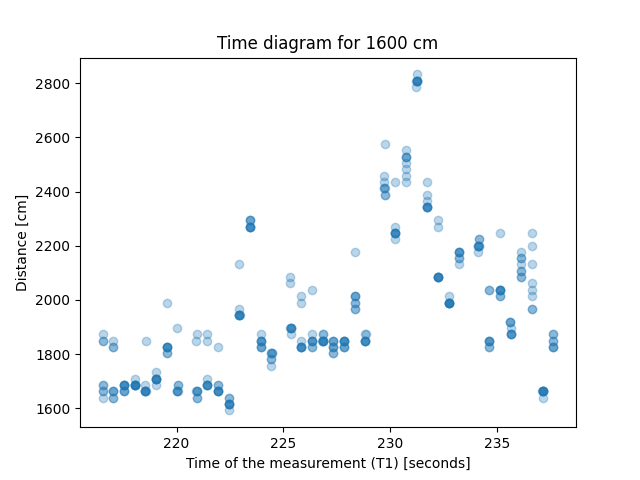 Time diagram for 1600 cm
Distance [cm]
2800
2600
2400
2200
2000
1800
1600
220 225 230 235
Time of the measurement (T1) [seconds]